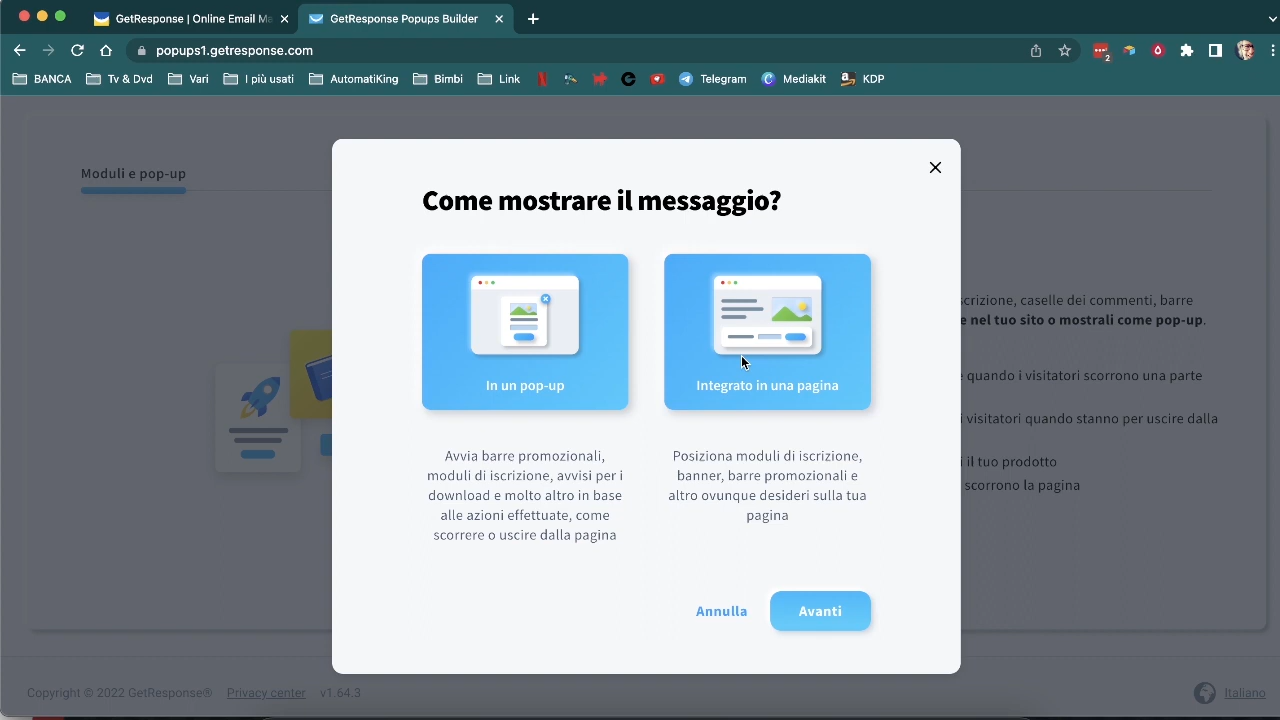 GetResponse | Online Email Ma
GetResponse Popups Builder
popups1.getresponse.com
2
BANCA
Tv & Dvd
Vari
I più usati
AutomatiKing
Bimbi
Link
Telegram
Mediakit
KDP
Moduli e pop-up
Come mostrare il messaggio?
In un pop-up
Integrato in una pagina
Avvia barre promozionali,
moduli di iscrizione, avvisi per i
download e molto altro in base
alle azioni effettuate, come
scorrere o uscire dalla pagina
Posiziona moduli di iscrizione,
banner, barre promozionali e
altro ovunque desideri sulla tua
pagina
Annulla
Avanti
scrizione, caselle dei commenti, barre
e nel tuo sito o mostrali come pop-up.
e quando i visitatori scorrono una parte
i visitatori quando stanno per uscire dalla
i il tuo prodotto
scorrono la pagina
Copyright © 2022 GetResponse®
Privacy center
v1.64.3
Italiano